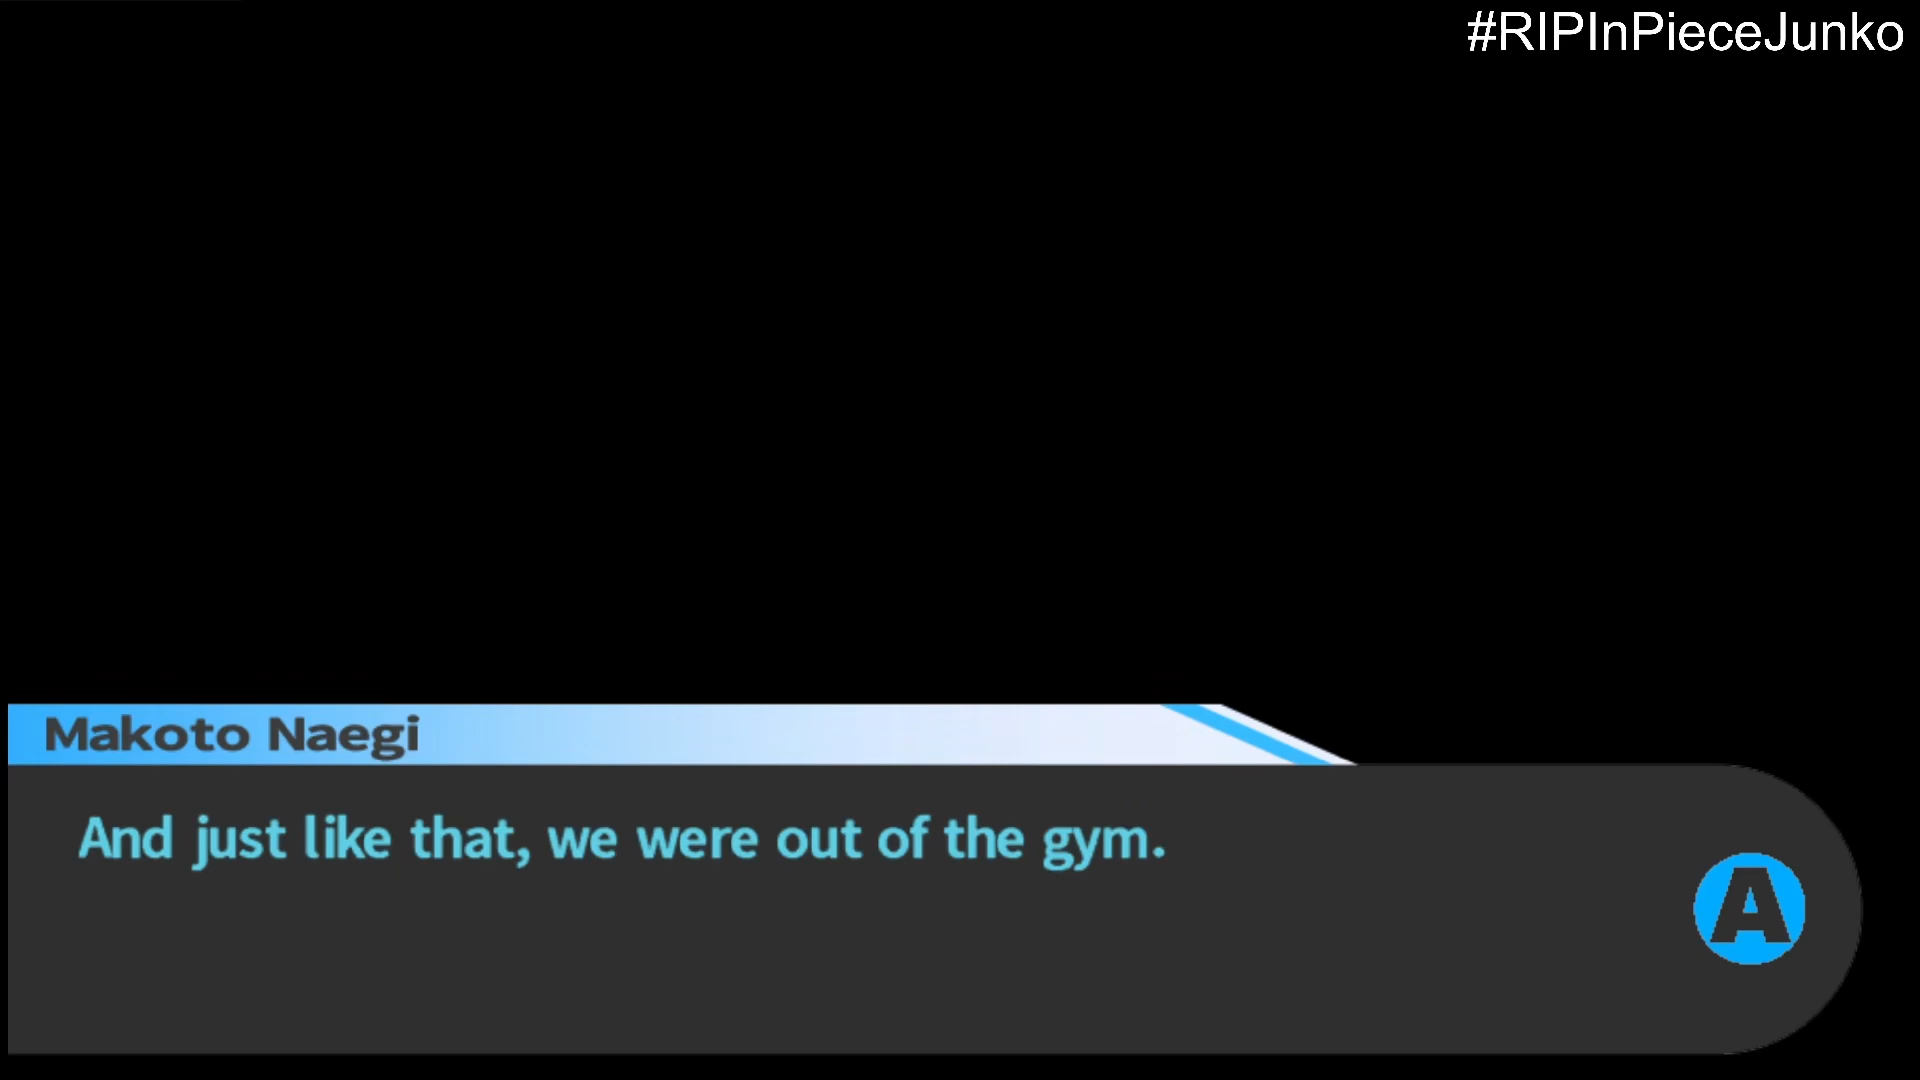 #RIPInPieceJunko
Makoto Naegi
And just like that, we were out of the gym.
A